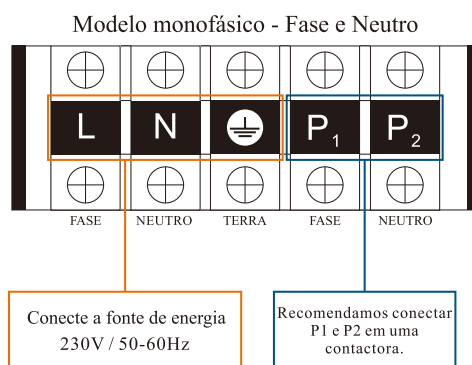 Modelo monofásico - Fase e Neutro
L N P1 P2
FASE NEUTRO TERRA FASE NEUTRO
Conecte a fonte de energia
230V / 50-60Hz
Recomendamos conectar
P1 e P2 em uma
contactora.